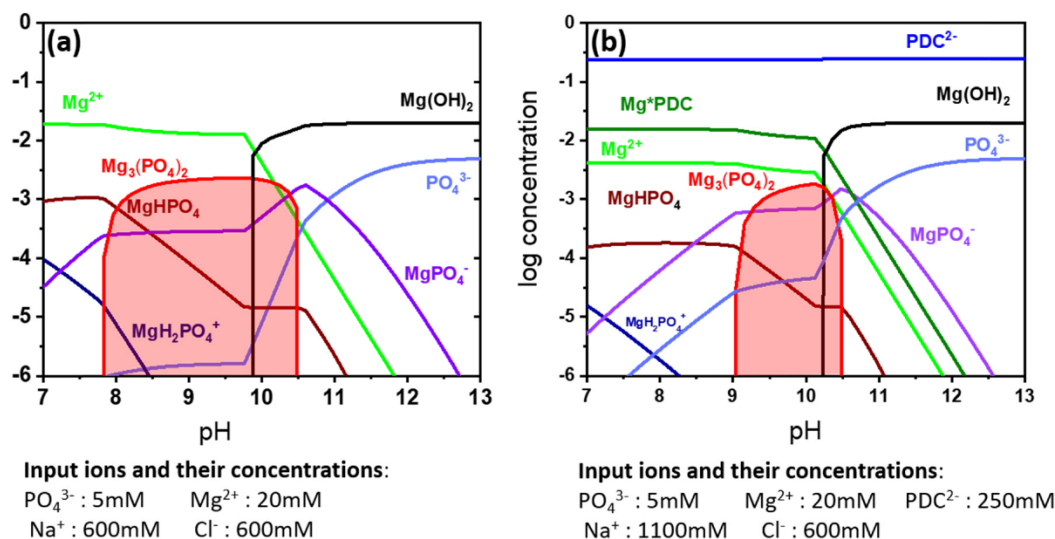 (a)
0
-1
-2
-3
-4
-5
-6
Mg²⁺
Mg(OH)₂
Mg₃(PO₄)₂
MgHPO₄
PO₄³⁻
MgPO₄⁻
MgH₂PO₄⁺
7 8 9 10 11 12 13
pH
Input ions and their concentrations:
PO₄³⁻ : 5mM Mg²⁺ : 20mM
Na⁺ : 600mM Cl⁻ : 600mM
(b)
log concentration
0
-1
-2
-3
-4
-5
-6
PDC²⁻
Mg*PDC
Mg(OH)₂
Mg²⁺
PO₄³⁻
Mg₃(PO₄)₂
MgHPO₄
MgPO₄⁻
MgH₂PO₄⁺
7 8 9 10 11 12 13
pH
Input ions and their concentrations:
PO₄³⁻ : 5mM Mg²⁺ : 20mM PDC²⁻ : 250mM
Na⁺ : 1100mM Cl⁻ : 600mM